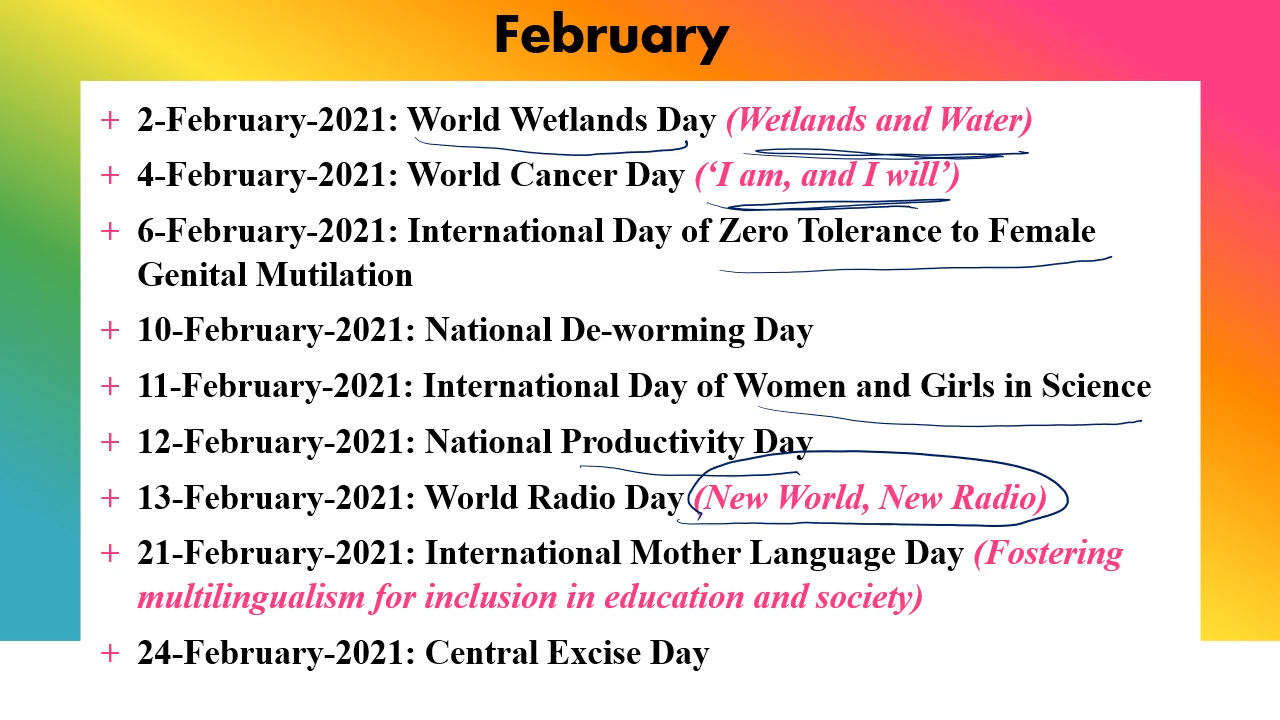 February
+ 2-February-2021: World Wetlands Day (Wetlands and Water)
+ 4-February-2021: World Cancer Day (‘I am, and I will’)
+ 6-February-2021: International Day of Zero Tolerance to Female
Genital Mutilation
+ 10-February-2021: National De-worming Day
+ 11-February-2021: International Day of Women and Girls in Science
+ 12-February-2021: National Productivity Day
+ 13-February-2021: World Radio Day (New World, New Radio)
+ 21-February-2021: International Mother Language Day (Fostering
multilingualism for inclusion in education and society)
+ 24-February-2021: Central Excise Day